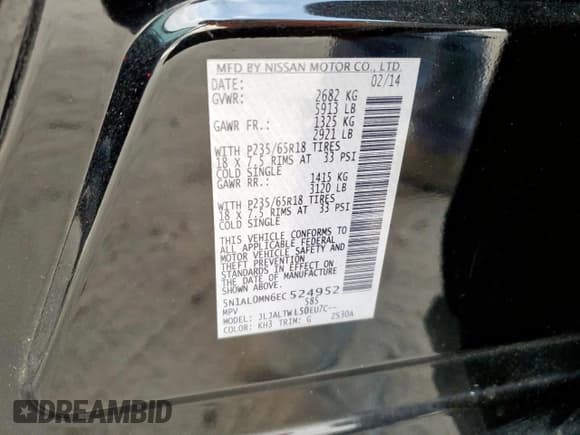 MFD BY NISSAN MOTOR CO., LTD.
DATE: 02/14
GVWR: 2682 KG
5913 LB
GAWR FR.: 1325 KG
2921 LB
WITH P235/65R18 TIRES
18 X 7.5 RIMS AT 33 PSI
COLD SINGLE
GAWR RR.: 1415 KG
3120 LB
WITH P235/65R18 TIRES
18 X 7.5 RIMS AT 33 PSI
COLD SINGLE
THIS VEHICLE CONFORMS TO
ALL APPLICABLE FEDERAL
MOTOR VEHICLE SAFETY AND
THEFT PREVENTION
STANDARDS IN EFFECT ON
THE DATE OF MANUFACTURE
SHOWN ABOVE.
5N1AL0MN6EC524952
MPV 585
MODEL: JLJALTWL50EU7C--
COLOR: KH3 TRIM: G ZS30A
DREAMBID